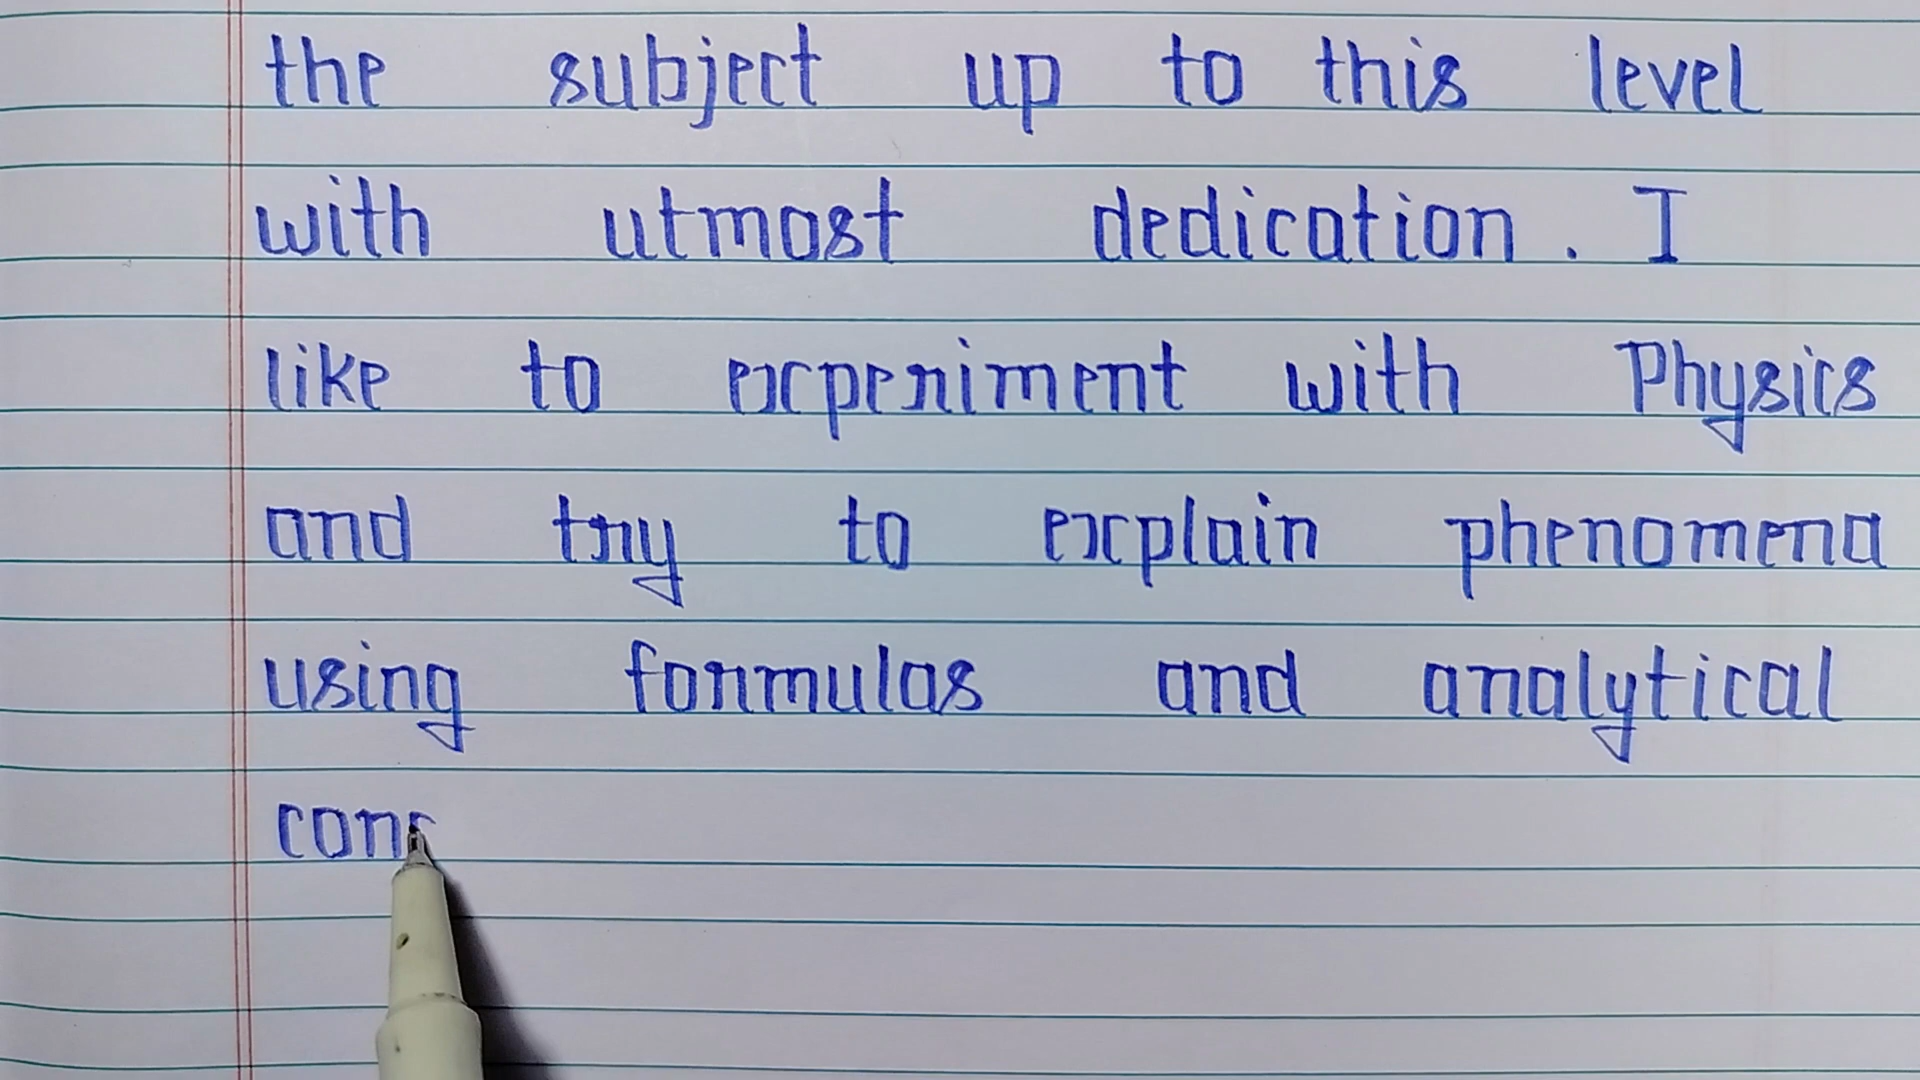 the subject up to this level
with utmost dedication. I
like to experiment with Physics
and try to explain phenomena
using formulas and analytical
conc